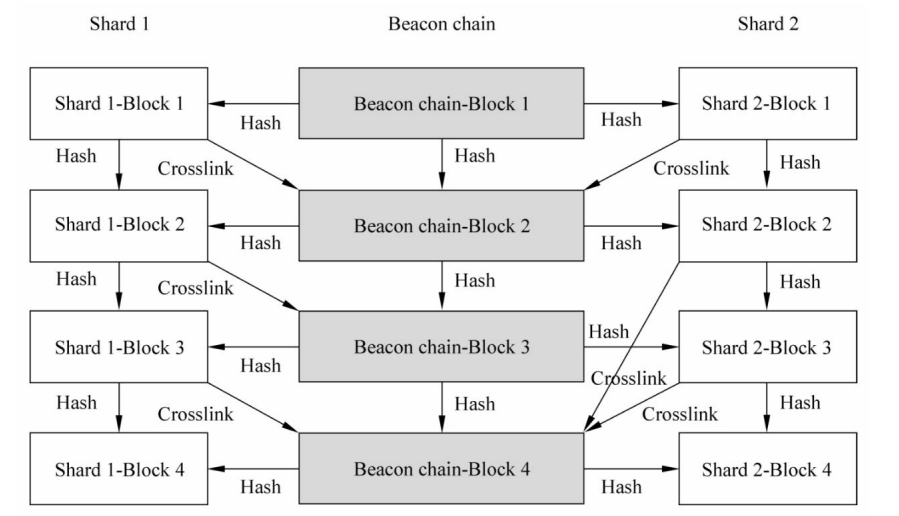 Shard 1 Beacon chain Shard 2
Shard 1-Block 1 Beacon chain-Block 1 Shard 2-Block 1
Hash Hash
Hash Hash Hash
Crosslink Crosslink
Shard 1-Block 2 Beacon chain-Block 2 Shard 2-Block 2
Hash Hash
Hash Hash Hash
Crosslink
Shard 1-Block 3 Beacon chain-Block 3 Shard 2-Block 3
Hash
Hash
Crosslink
Hash Hash Hash
Crosslink Crosslink
Shard 1-Block 4 Beacon chain-Block 4 Shard 2-Block 4
Hash Hash